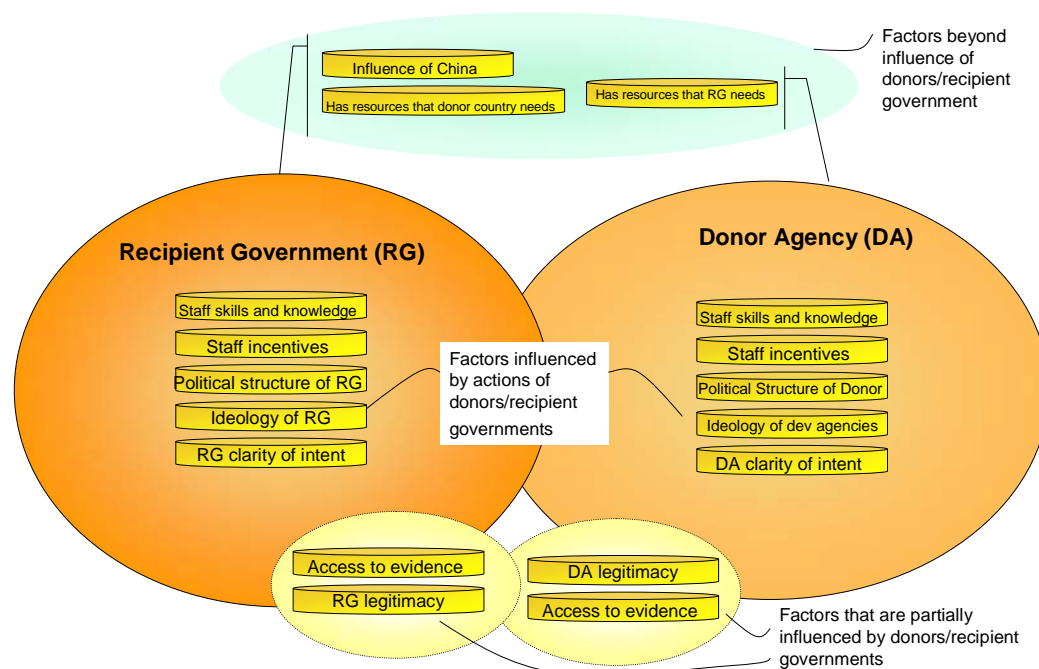 Factors beyond
influence of
donors/recipient
government
Influence of China
Has resources that donor country needs
Has resources that RG needs
Recipient Government (RG)
Staff skills and knowledge
Staff incentives
Political structure of RG
Ideology of RG
RG clarity of intent
Factors influenced
by actions of
donors/recipient
governments
Donor Agency (DA)
Staff skills and knowledge
Staff incentives
Political Structure of Donor
Ideology of dev agencies
DA clarity of intent
Access to evidence
RG legitimacy
DA legitimacy
Access to evidence
Factors that are partially
influenced by donors/recipient
governments